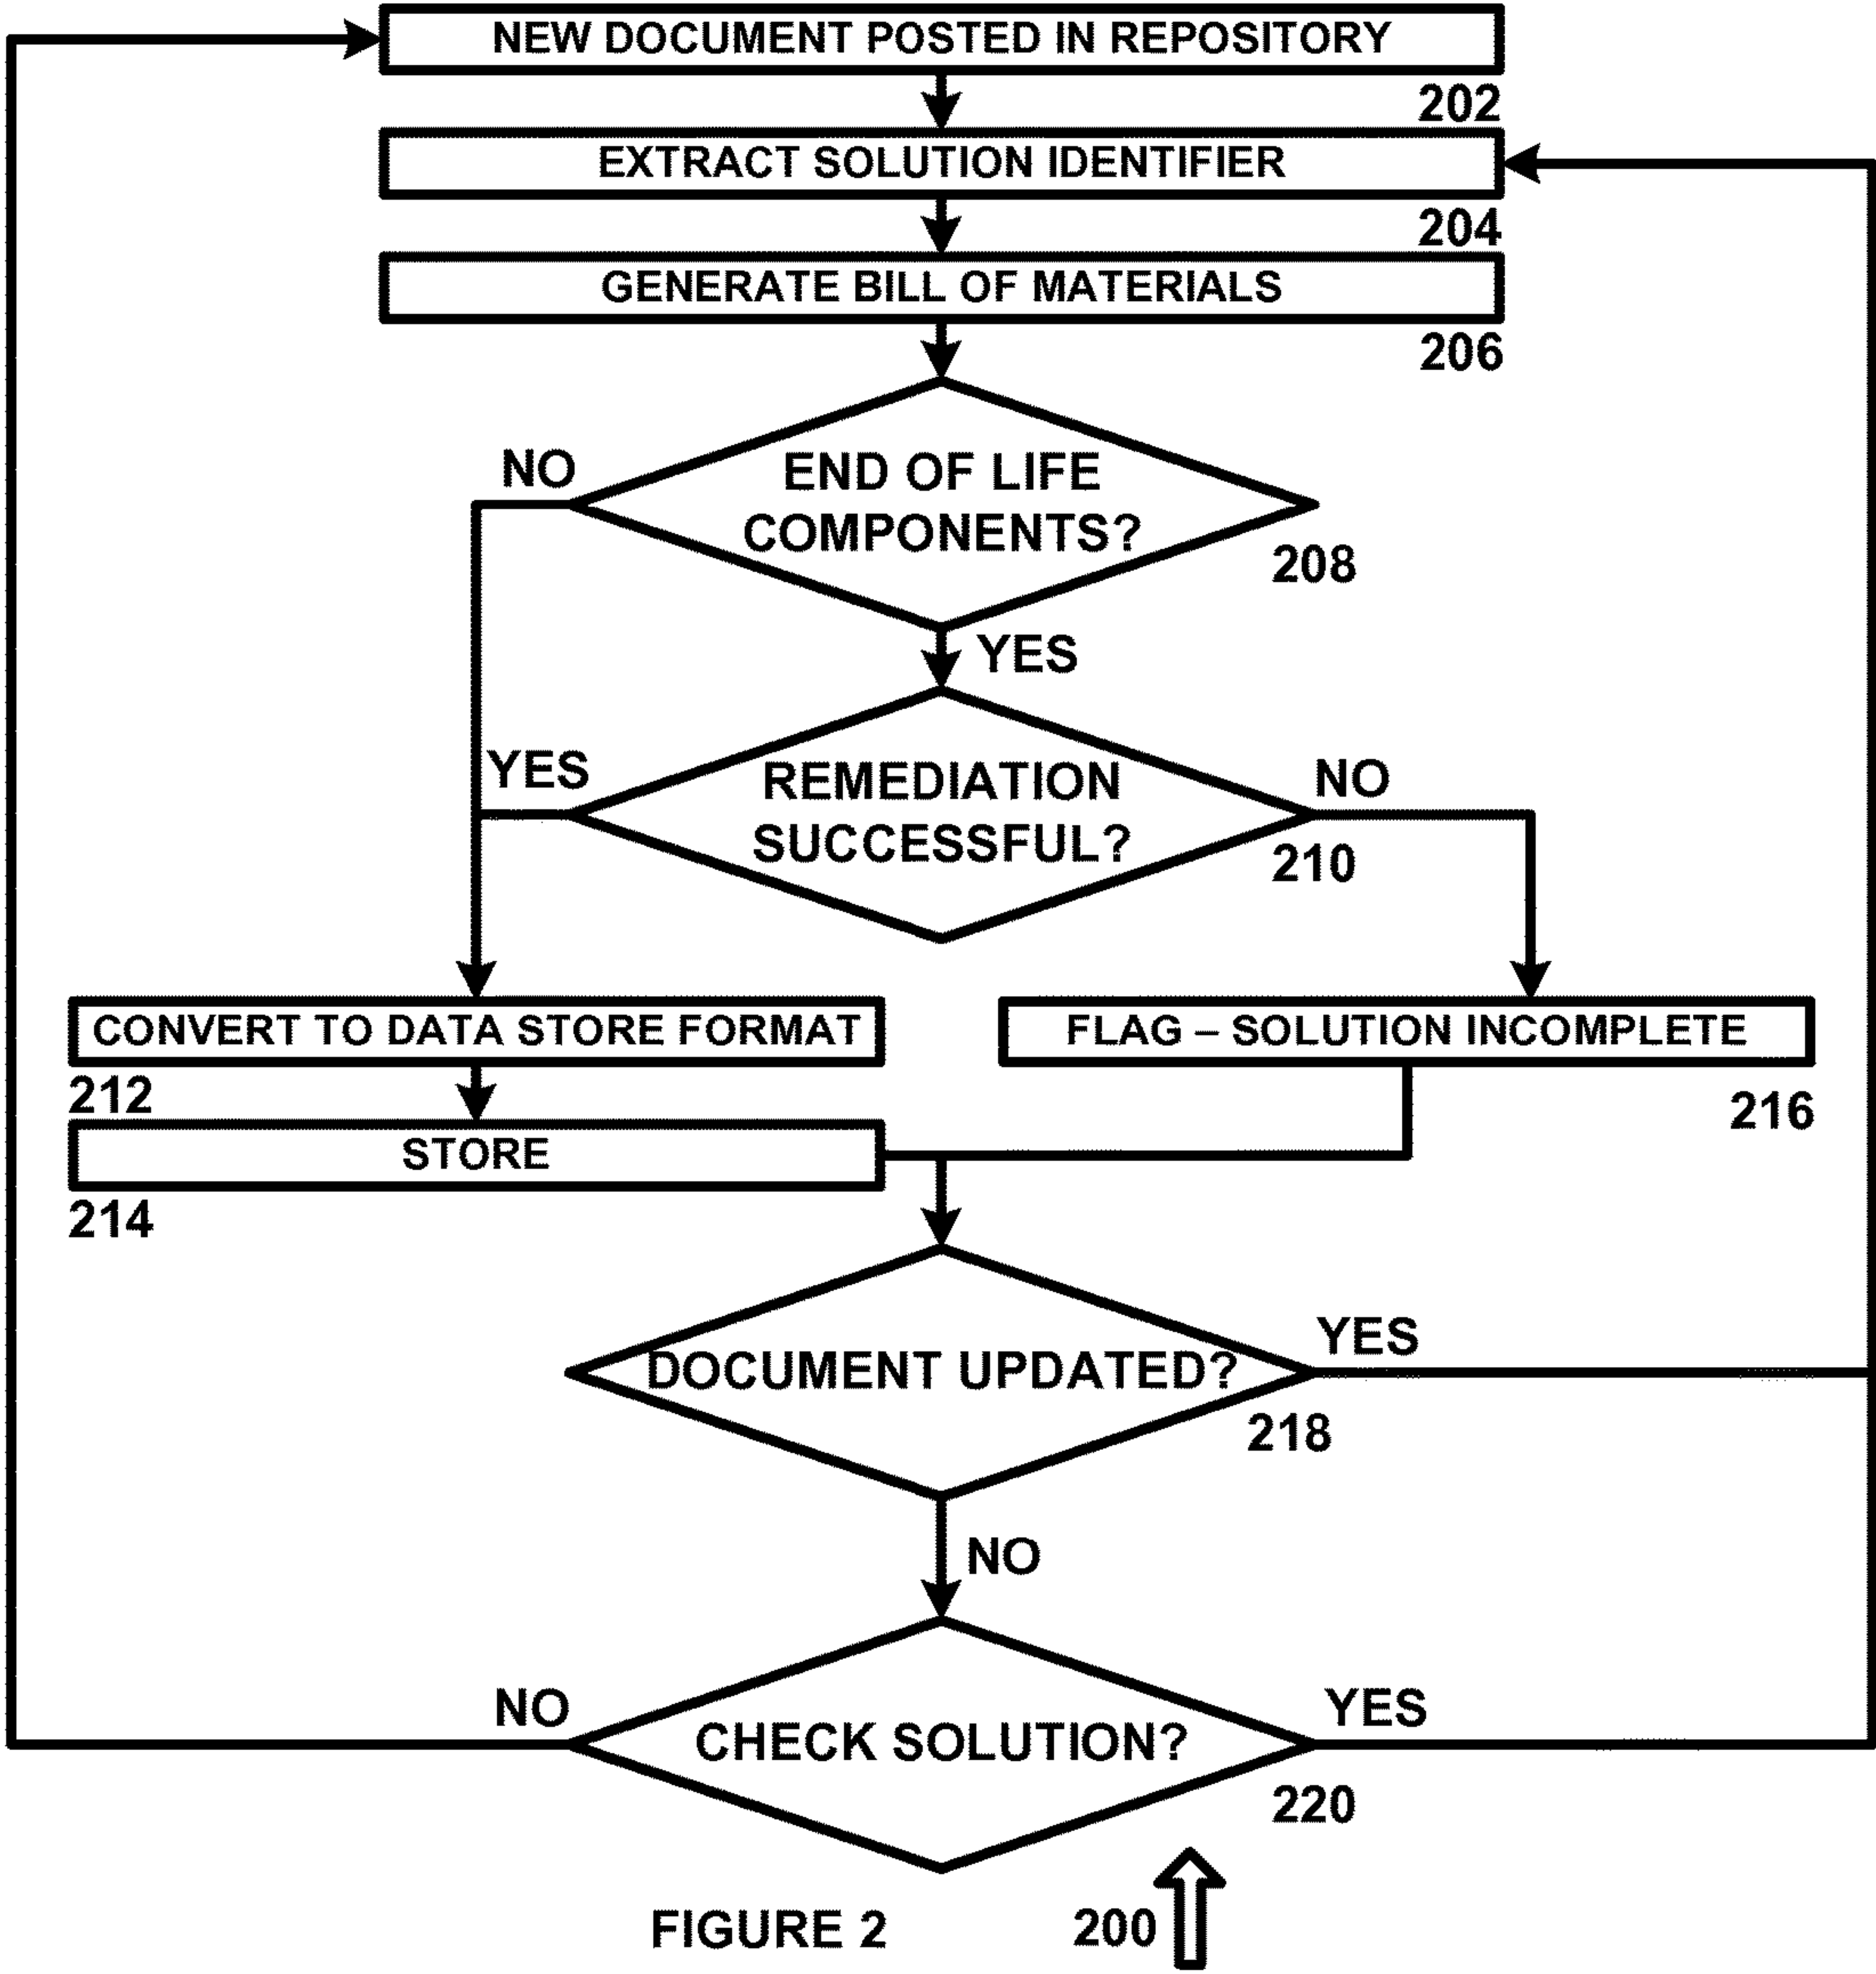 NEW DOCUMENT POSTED IN REPOSITORY
202
EXTRACT SOLUTION IDENTIFIER
204
GENERATE BILL OF MATERIALS
206
NO
END OF LIFE
COMPONENTS?
208
YES
YES
REMEDIATION
SUCCESSFUL?
NO
210
CONVERT TO DATA STORE FORMAT
212
FLAG – SOLUTION INCOMPLETE
216
STORE
214
DOCUMENT UPDATED?
YES
218
NO
NO
CHECK SOLUTION?
YES
220
FIGURE 2
200